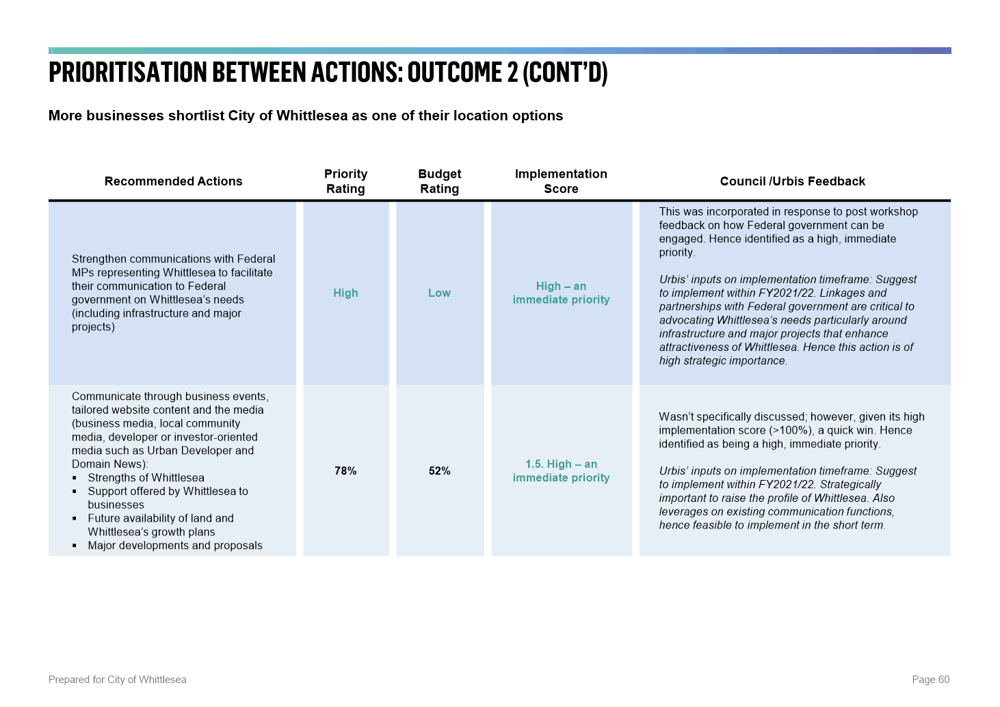 PRIORITISATION BETWEEN ACTIONS: OUTCOME 2 (CONT’D)
More businesses shortlist City of Whittlesea as one of their location options
Recommended Actions
Priority
Rating
Budget
Rating
Implementation
Score
Council /Urbis Feedback
Strengthen communications with Federal
MPs representing Whittlesea to facilitate
their communication to Federal
government on Whittlesea’s needs
(including infrastructure and major
projects)
High
Low
High – an
immediate priority
This was incorporated in response to post workshop
feedback on how Federal government can be
engaged. Hence identified as a high, immediate
priority.
Urbis’ inputs on implementation timeframe: Suggest
to implement within FY2021/22. Linkages and
partnerships with Federal government are critical to
advocating Whittlesea’s needs particularly around
infrastructure and major projects that enhance
attractiveness of Whittlesea. Hence this action is of
high strategic importance.
Communicate through business events,
tailored website content and the media
(business media, local community
media, developer or investor-oriented
media such as Urban Developer and
Domain News):
▪ Strengths of Whittlesea
▪ Support offered by Whittlesea to
businesses
▪ Future availability of land and
Whittlesea’s growth plans
▪ Major developments and proposals
78%
52%
1.5. High – an
immediate priority
Wasn’t specifically discussed; however, given its high
implementation score (>100%), a quick win. Hence
identified as being a high, immediate priority.
Urbis’ inputs on implementation timeframe: Suggest
to implement within FY2021/22. Strategically
important to raise the profile of Whittlesea. Also
leverages on existing communication functions,
hence feasible to implement in the short term.
Prepared for City of Whittlesea
Page 60